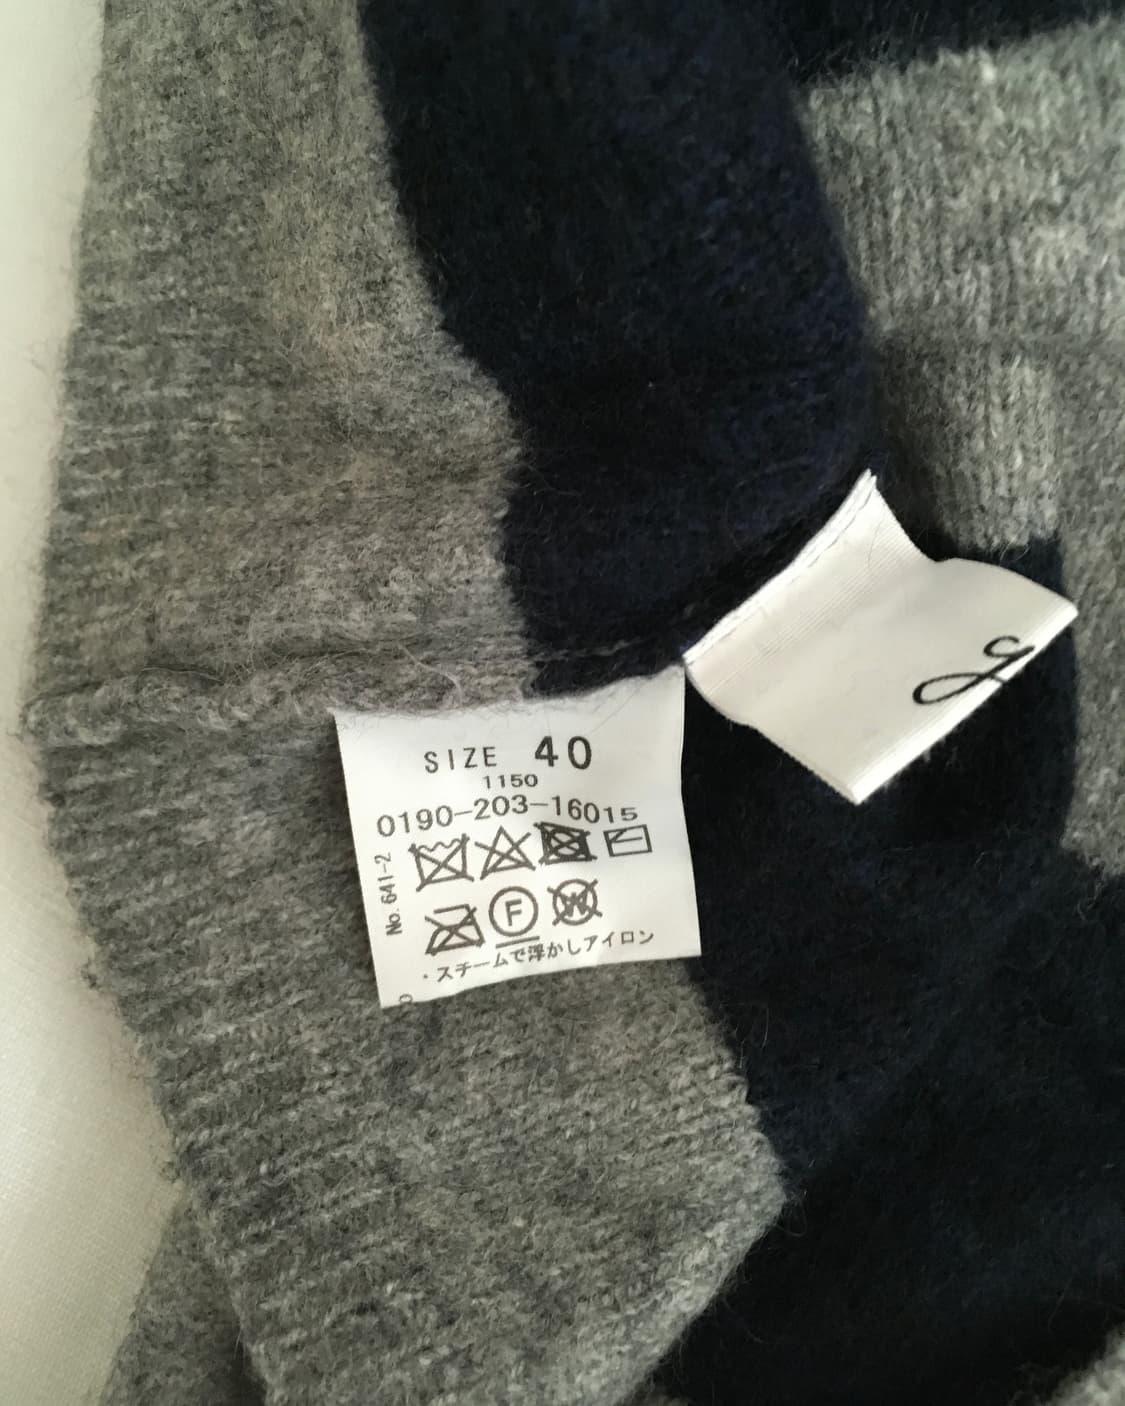 SIZE 40
1150
0190-203-16015
No. 641-2
F
W
・スチームで浮かしアイロン
g